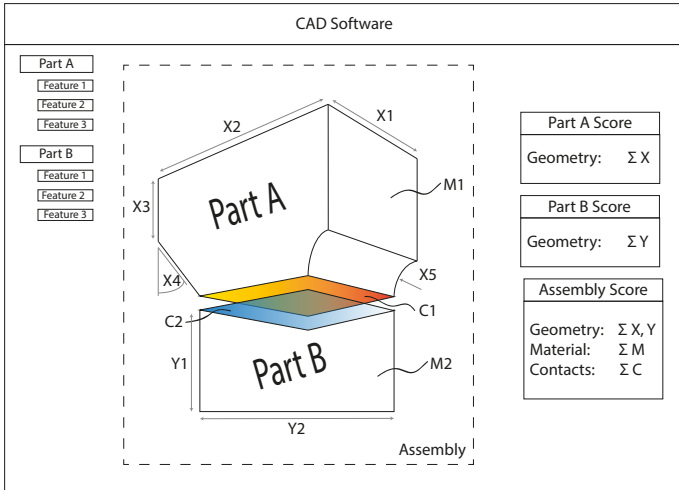 CAD Software
Part A
Feature 1
Feature 2
Feature 3
Part B
Feature 1
Feature 2
Feature 3
X1
X2
X3
X4
X5
Part A
M1
C1
C2
Y1
Part B
M2
Y2
Assembly
Part A Score
Geometry: Σ X
Part B Score
Geometry: Σ Y
Assembly Score
Geometry: Σ X, Y
Material: Σ M
Contacts: Σ C